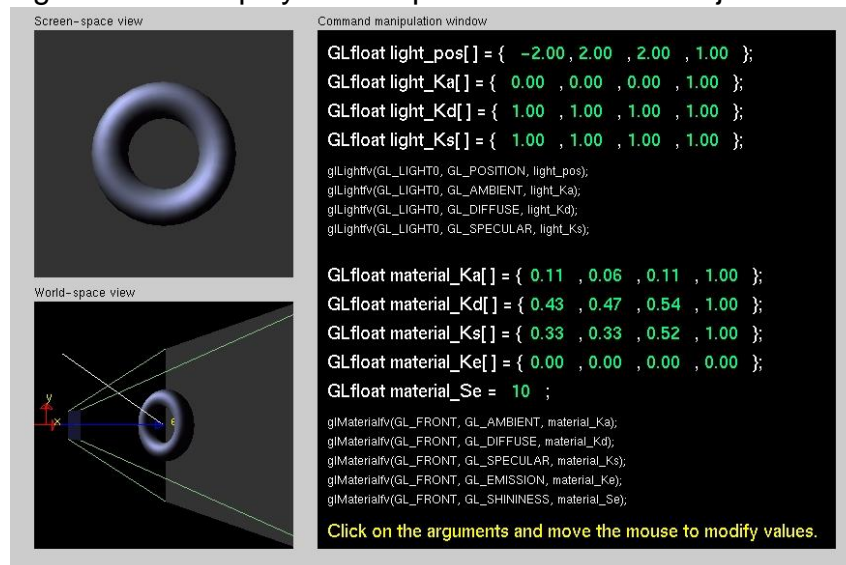 Screen-space view
Command manipulation window
GLfloat light_pos[ ] = { -2.00 , 2.00 , 2.00 , 1.00 };
GLfloat light_Ka[ ] = { 0.00 , 0.00 , 0.00 , 1.00 };
GLfloat light_Kd[ ] = { 1.00 , 1.00 , 1.00 , 1.00 };
GLfloat light_Ks[ ] = { 1.00 , 1.00 , 1.00 , 1.00 };
glLightfv(GL_LIGHT0, GL_POSITION, light_pos);
glLightfv(GL_LIGHT0, GL_AMBIENT, light_Ka);
glLightfv(GL_LIGHT0, GL_DIFFUSE, light_Kd);
glLightfv(GL_LIGHT0, GL_SPECULAR, light_Ks);
World-space view
y
x
GLfloat material_Ka[ ] = { 0.11 , 0.06 , 0.11 , 1.00 };
GLfloat material_Kd[ ] = { 0.43 , 0.47 , 0.54 , 1.00 };
GLfloat material_Ks[ ] = { 0.33 , 0.33 , 0.52 , 1.00 };
GLfloat material_Ke[ ] = { 0.00 , 0.00 , 0.00 , 0.00 };
GLfloat material_Se = 10 ;
glMaterialfv(GL_FRONT, GL_AMBIENT, material_Ka);
glMaterialfv(GL_FRONT, GL_DIFFUSE, material_Kd);
glMaterialfv(GL_FRONT, GL_SPECULAR, material_Ks);
glMaterialfv(GL_FRONT, GL_EMISSION, material_Ke);
glMaterialfv(GL_FRONT, GL_SHININESS, material_Se);
Click on the arguments and move the mouse to modify values.